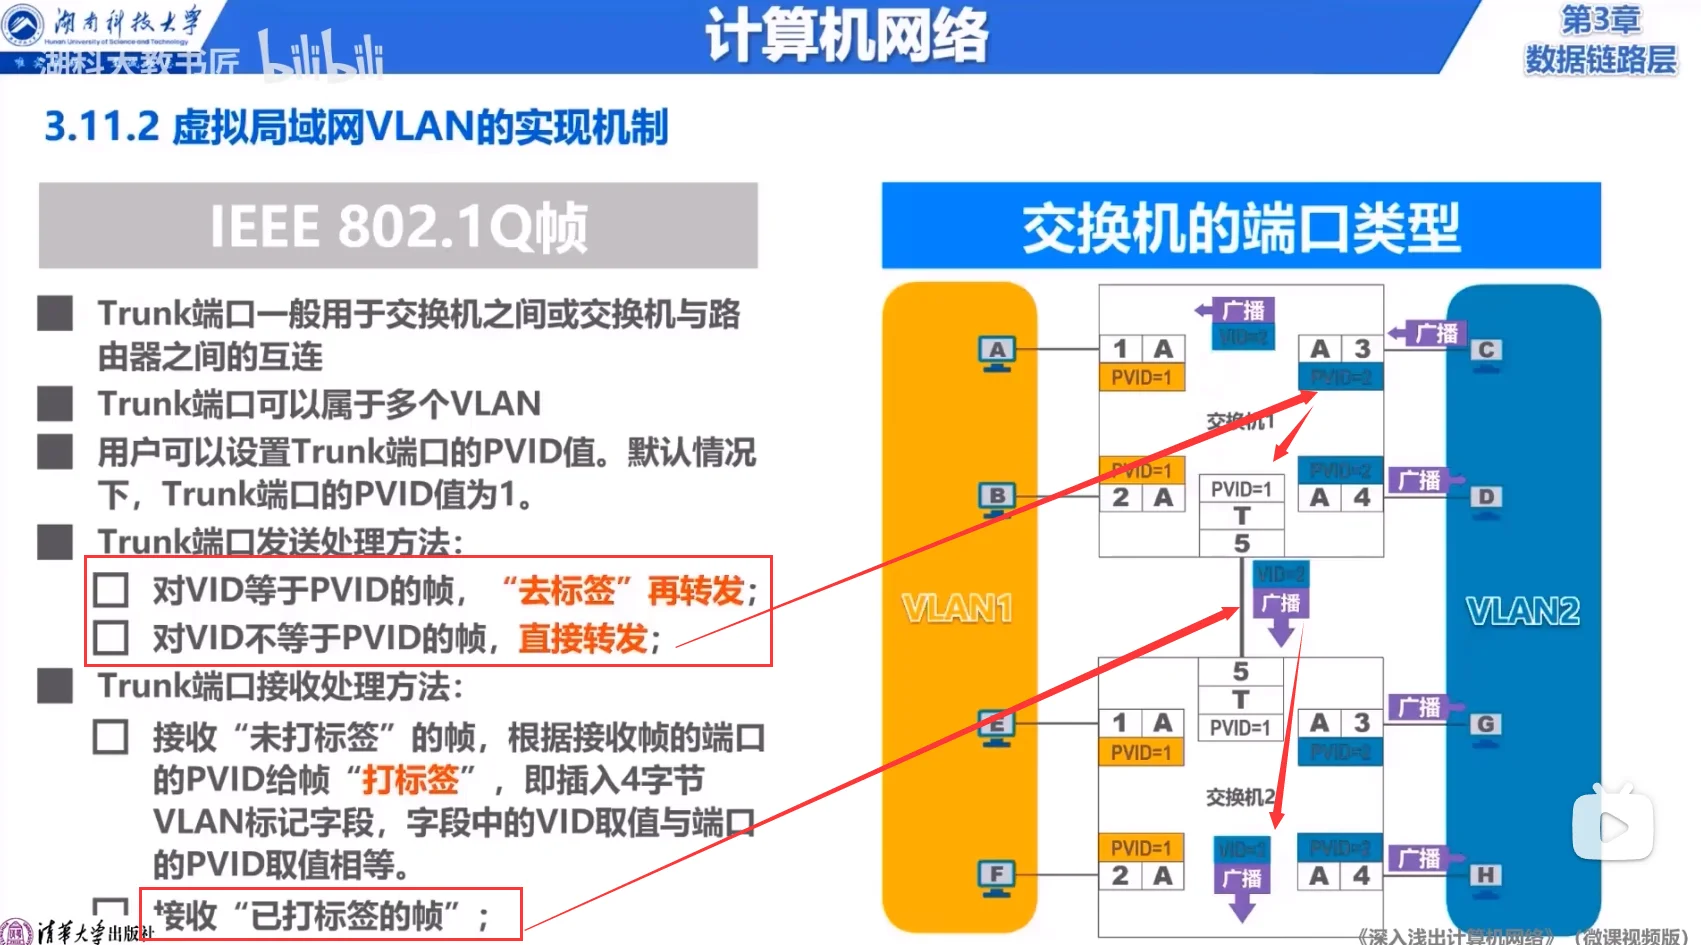 湖南科技大学
Hunan University of Science and Technology
湖科大教书匠 bilibili
计算机网络
第3章
数据链路层
3.11.2 虚拟局域网VLAN的实现机制
IEEE 802.1Q帧
Trunk端口一般用于交换机之间或交换机与路
由器之间的互连
Trunk端口可以属于多个VLAN
用户可以设置Trunk端口的PVID值。默认情况
下，Trunk端口的PVID值为1。
Trunk端口发送处理方法：
对VID等于PVID的帧，“去标签”再转发；
对VID不等于PVID的帧，直接转发；
Trunk端口接收处理方法：
接收“未打标签”的帧，根据接收帧的端口
的PVID给帧“打标签”，即插入4字节
VLAN标记字段，字段中的VID取值与端口
的PVID取值相等。
接收“已打标签的帧”；
清华大学出版社
交换机的端口类型
广播
VID=2
广播
A
1 A
A 3
C
PVID=1
PVID=2
交换机1
PVID=1
PVID=2
广播
B
2 A
PVID=1
A 4
D
T
5
VID=2
广播
VLAN1
VLAN2
5
T
PVID=1
广播
E
1 A
A 3
G
PVID=1
PVID=2
交换机2
PVID=1
VID=2
PVID=2
广播
F
2 A
广播
A 4
H
《深入浅出计算机网络》（微课视频版）